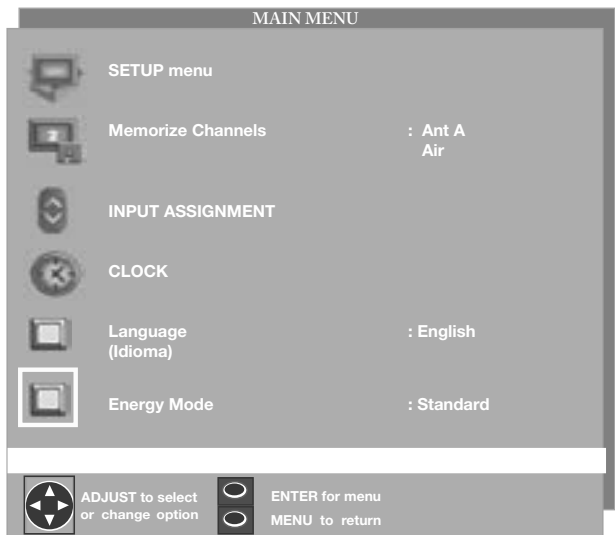 MAIN MENU
SETUP menu
Memorize Channels : Ant A
Air
INPUT ASSIGNMENT
CLOCK
Language : English
(Idioma)
Energy Mode : Standard
ADJUST to select
or change option
ENTER for menu
MENU to return